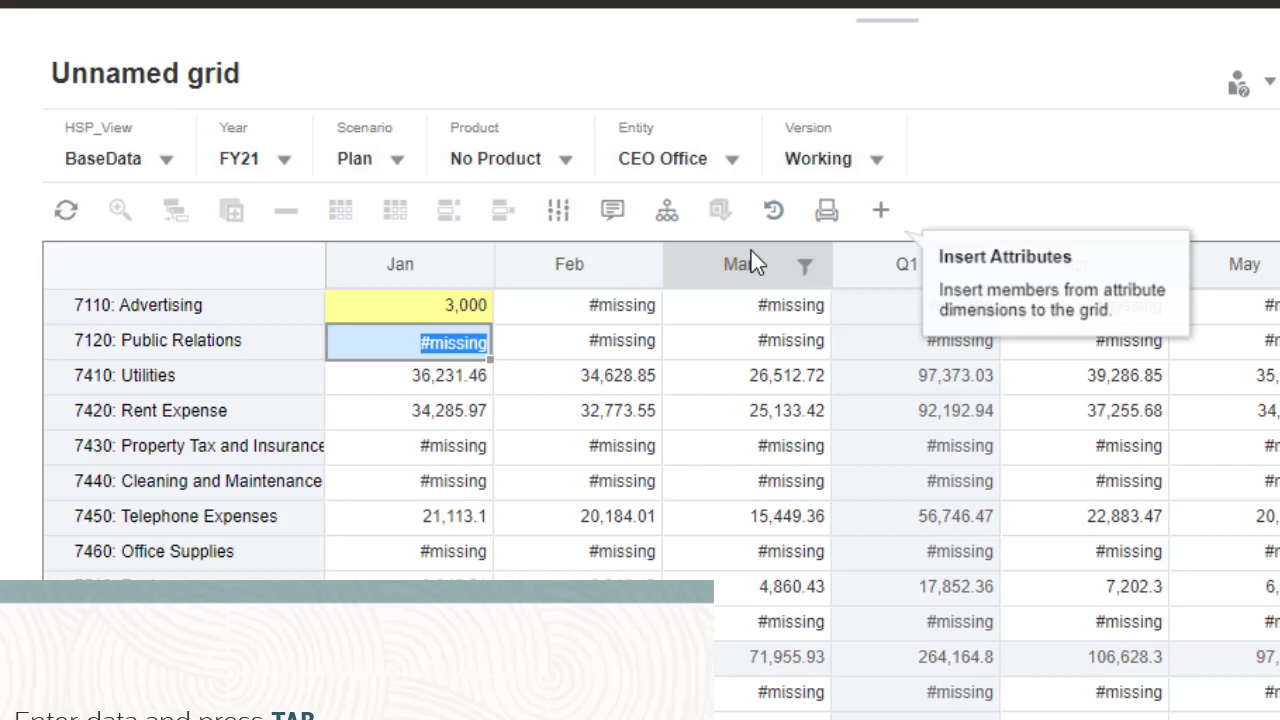 Unnamed grid
HSP_View Year Scenario Product Entity Version
BaseData FY21 Plan No Product CEO Office Working
Jan Feb Mar Q1 May
Insert Attributes
Insert members from attribute
dimensions to the grid.
7110: Advertising 3,000 #missing #missing
7120: Public Relations #missing #missing #missing #missing #missing
7410: Utilities 36,231.46 34,628.85 26,512.72 97,373.03 39,286.85 35,
7420: Rent Expense 34,285.97 32,773.55 25,133.42 92,192.94 37,255.68 34,
7430: Property Tax and Insurance #missing #missing #missing #missing #missing
7440: Cleaning and Maintenance #missing #missing #missing #missing #missing
7450: Telephone Expenses 21,113.1 20,184.01 15,449.36 56,746.47 22,883.47 20,
7460: Office Supplies #missing #missing #missing #missing #missing
4,860.43 17,852.36 7,202.3 6,
#missing #missing #missing
71,955.93 264,164.8 106,628.3 97,
#missing #missing #missing
Enter data and press TAB